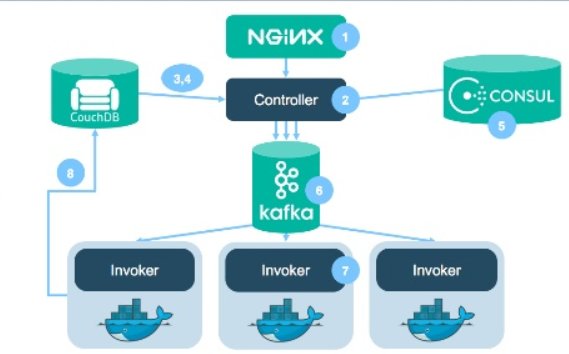 NGINX
1
3,4
CouchDB
Controller
2
CONSUL
5
8
6
kafka
Invoker
Invoker
7
Invoker